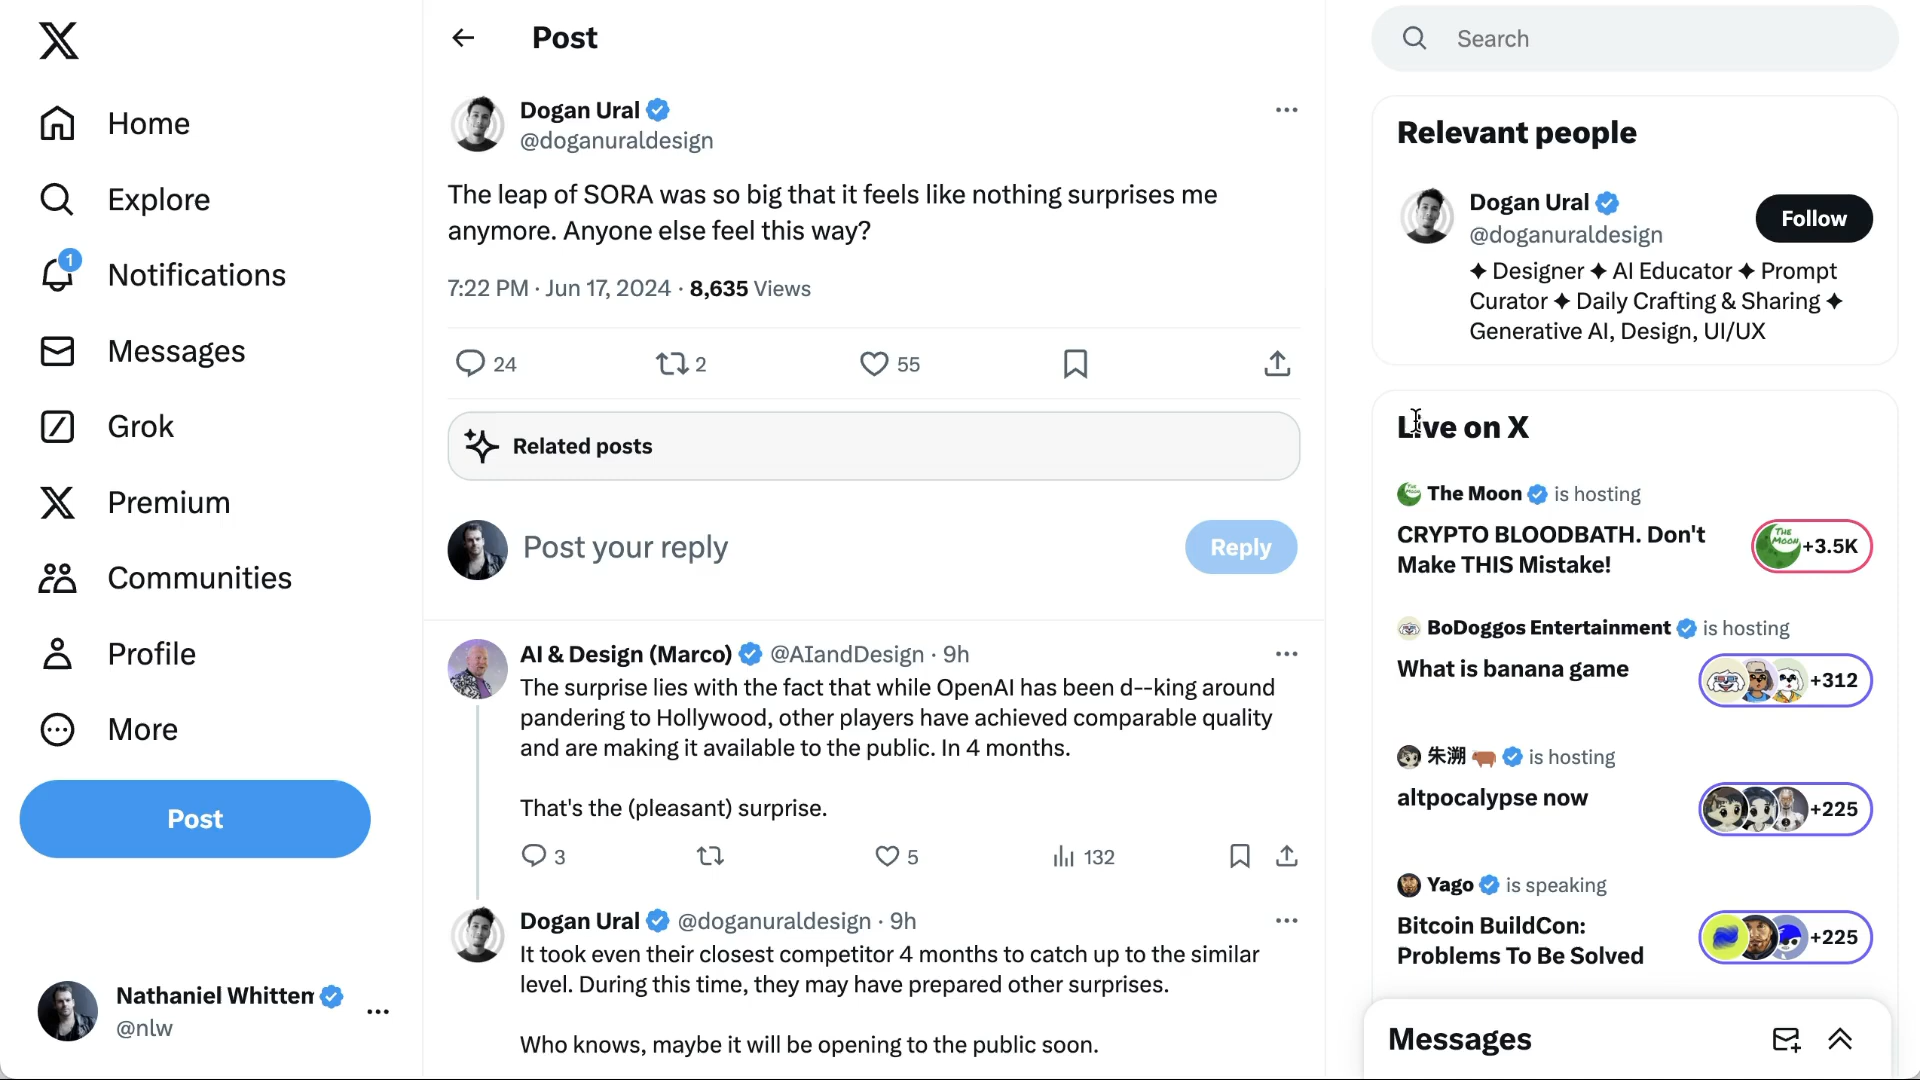 Home
Explore
1
Notifications
Messages
Grok
Premium
Communities
Profile
More
Post
Nathaniel Whitten
@nlw
Post
Dogan Ural
@doganuraldesign
The leap of SORA was so big that it feels like nothing surprises me
anymore. Anyone else feel this way?
7:22 PM · Jun 17, 2024 · 8,635 Views
24 2 55
Related posts
Post your reply
Reply
AI & Design (Marco) @AIandDesign · 9h
The surprise lies with the fact that while OpenAI has been d--king around
pandering to Hollywood, other players have achieved comparable quality
and are making it available to the public. In 4 months.
That's the (pleasant) surprise.
3 5 132
Dogan Ural @doganuraldesign · 9h
It took even their closest competitor 4 months to catch up to the similar
level. During this time, they may have prepared other surprises.
Who knows, maybe it will be opening to the public soon.
Search
Relevant people
Dogan Ural
@doganuraldesign
Follow
✦ Designer ✦ AI Educator ✦ Prompt
Curator ✦ Daily Crafting & Sharing ✦
Generative AI, Design, UI/UX
Live on X
The Moon is hosting
CRYPTO BLOODBATH. Don't
Make THIS Mistake!
THE MOON +3.5K
BoDoggos Entertainment is hosting
What is banana game
+312
朱溯 🐂 is hosting
altpocalypse now
+225
Yago is speaking
Bitcoin BuildCon:
Problems To Be Solved
+225
Messages